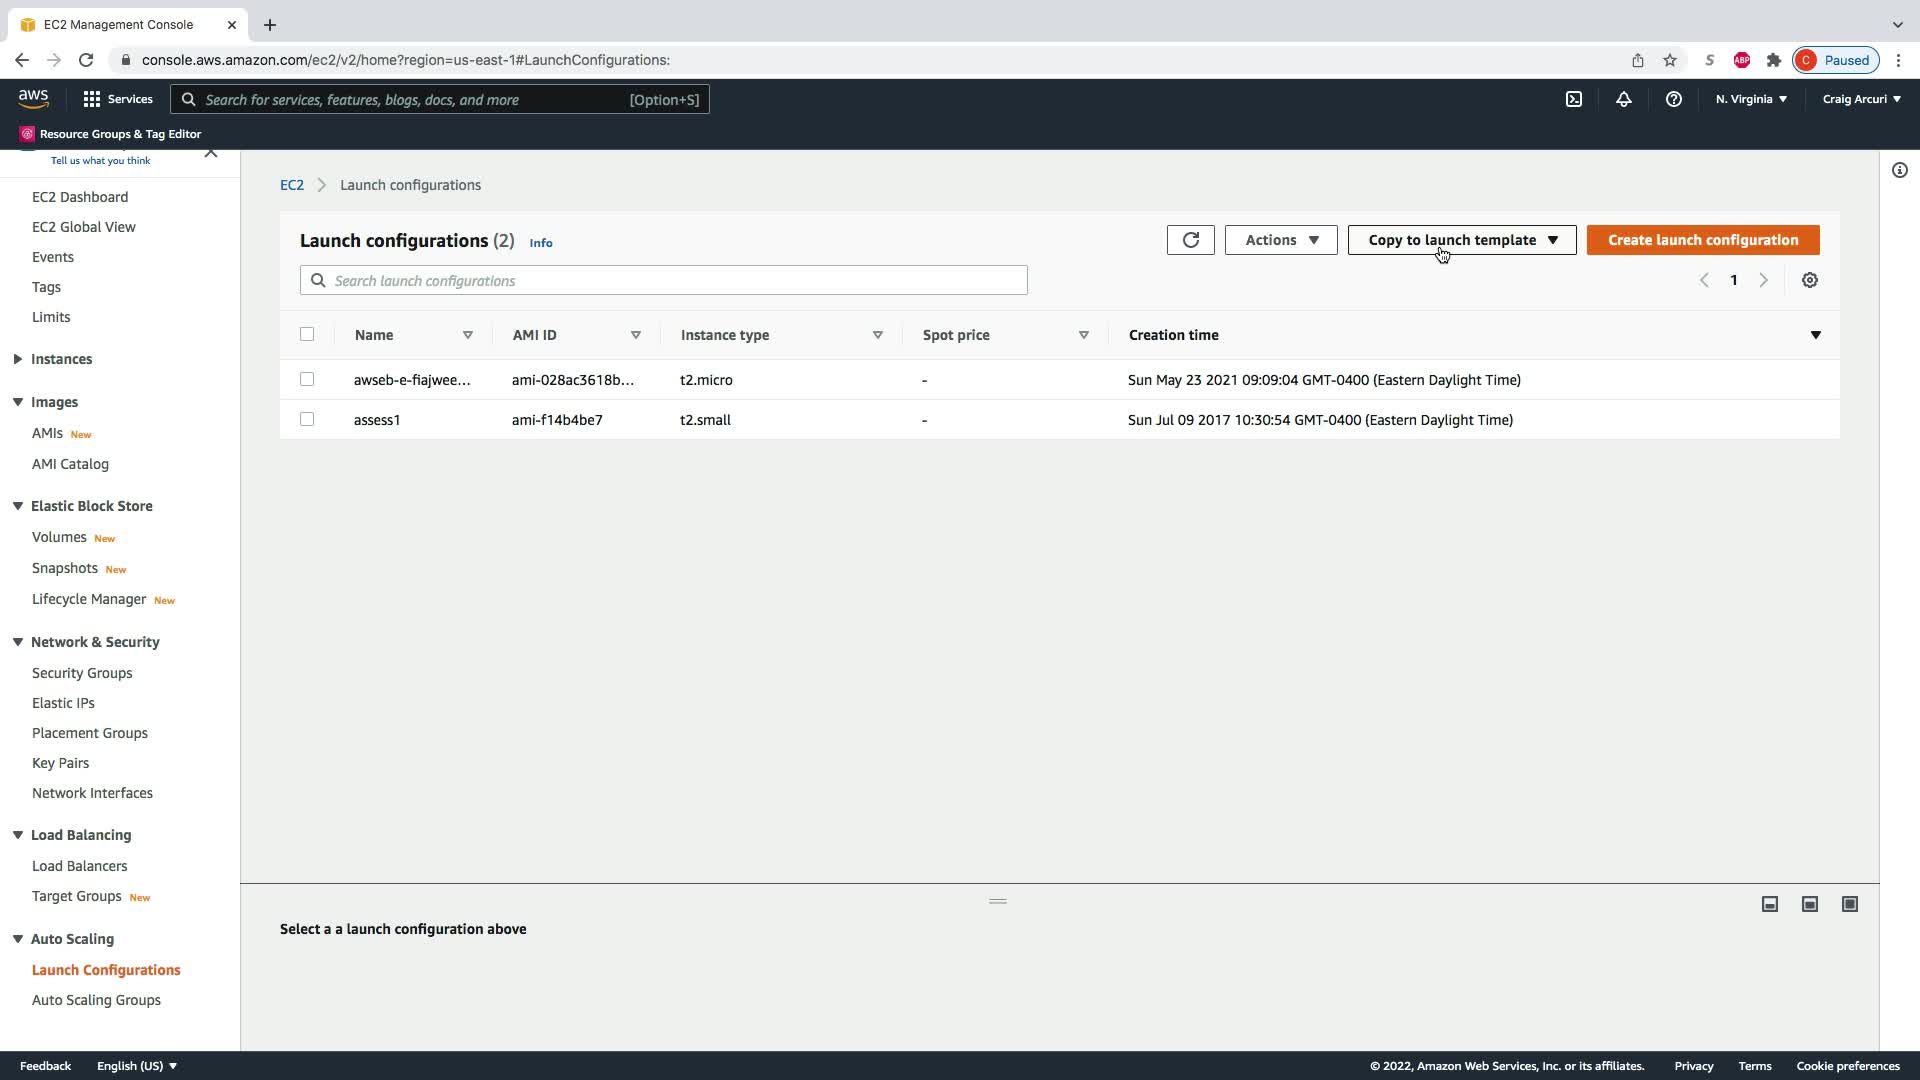 EC2 Management Console
console.aws.amazon.com/ec2/v2/home?region=us-east-1#LaunchConfigurations:
S
ABP
C Paused
aws
Services
Search for services, features, blogs, docs, and more [Option+S]
N. Virginia
Craig Arcuri
Resource Groups & Tag Editor
Tell us what you think
EC2 Dashboard
EC2 Global View
Events
Tags
Limits
Instances
Images
AMIs New
AMI Catalog
Elastic Block Store
Volumes New
Snapshots New
Lifecycle Manager New
Network & Security
Security Groups
Elastic IPs
Placement Groups
Key Pairs
Network Interfaces
Load Balancing
Load Balancers
Target Groups New
Auto Scaling
Launch Configurations
Auto Scaling Groups
EC2 > Launch configurations
Launch configurations (2) Info
Actions
Copy to launch template
Create launch configuration
Search launch configurations
1
Name AMI ID Instance type Spot price Creation time
awseb-e-fiajwee... ami-028ac3618b... t2.micro - Sun May 23 2021 09:09:04 GMT-0400 (Eastern Daylight Time)
assess1 ami-f14b4be7 t2.small - Sun Jul 09 2017 10:30:54 GMT-0400 (Eastern Daylight Time)
Select a a launch configuration above
Feedback English (US) © 2022, Amazon Web Services, Inc. or its affiliates. Privacy Terms Cookie preferences